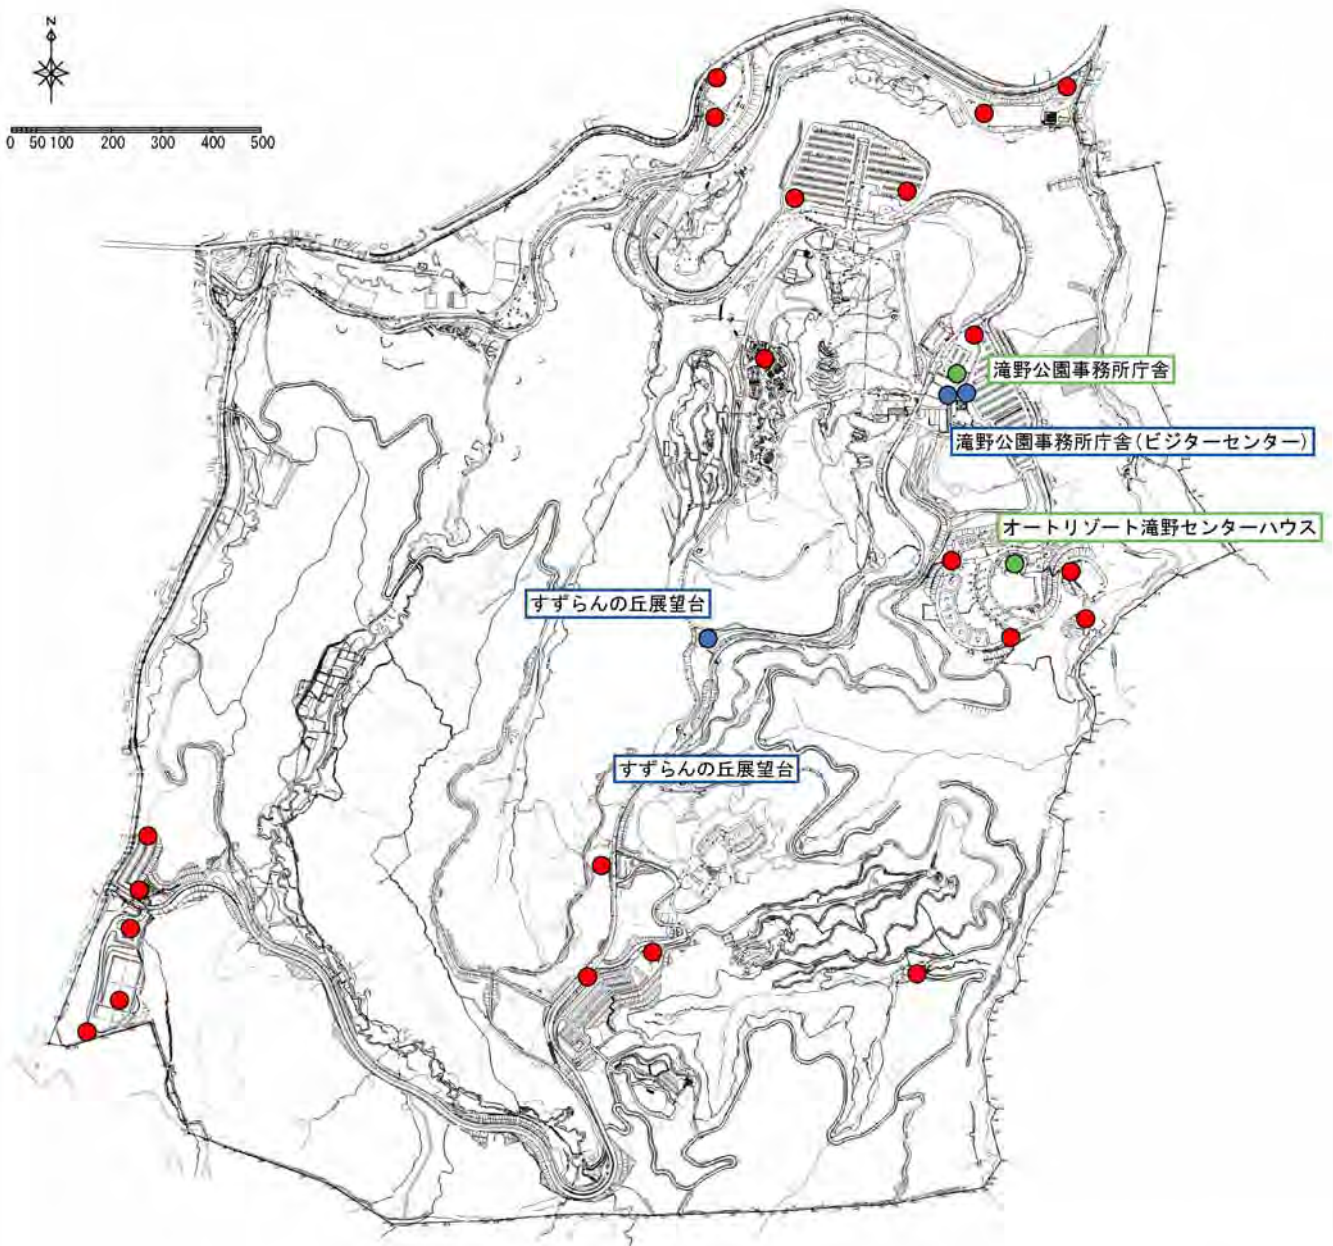 N
0 50 100 200 300 400 500
滝野公園事務所庁舎
滝野公園事務所庁舎(ビジターセンター)
オートリゾート滝野センターハウス
すずらんの丘展望台
すずらんの丘展望台